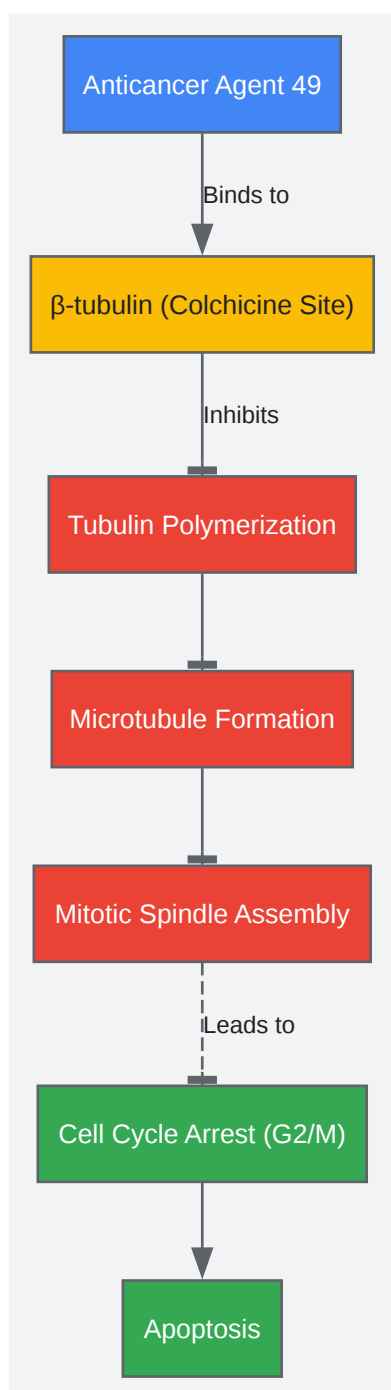 Anticancer Agent 49
Binds to
β-tubulin (Colchicine Site)
Inhibits
Tubulin Polymerization
Microtubule Formation
Mitotic Spindle Assembly
Leads to
Cell Cycle Arrest (G2/M)
Apoptosis